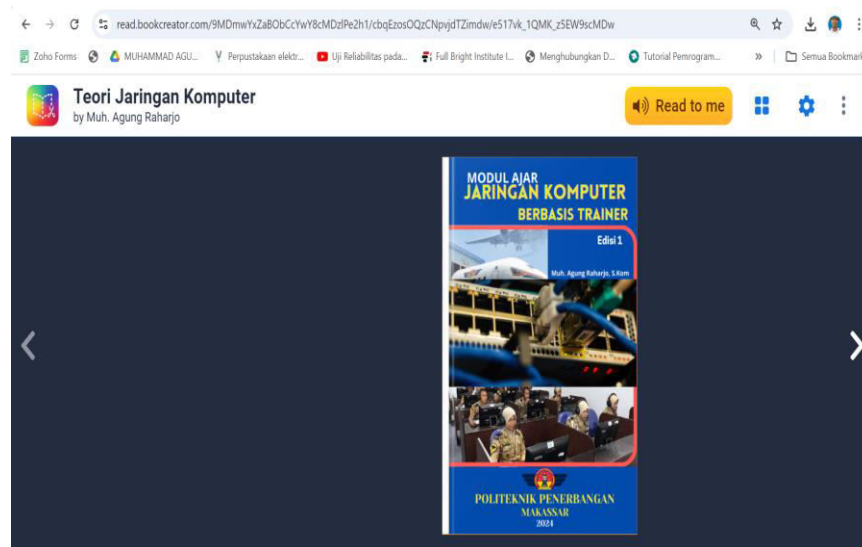 read.bookcreator.com/9MDmwYxZaBObCcYwY8cMDzlPe2h1/cbqEzosOQzCNpvjdTZimdw/e517vk_1QMK_z5EW9scMDw
Zoho Forms MUHAMMAD AGU... Perpustakaan elektr... Uji Reliabilitas pada... Full Bright Institute I... Menghubungkan D... Tutorial Pemrogram... » Semua Bookmark
Teori Jaringan Komputer
by Muh. Agung Raharjo
Read to me
MODUL AJAR
JARINGAN KOMPUTER
BERBASIS TRAINER
Edisi 1
Muh. Agung Raharjo, S.Kom
POLITEKNIK PENERBANGAN
MAKASSAR
2024